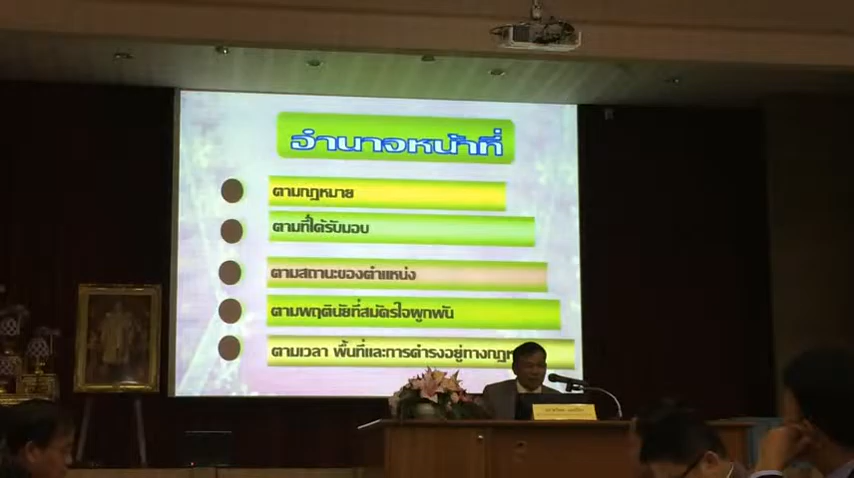 อำนาจหน้าที่
ตามกฎหมาย
ตามที่ได้รับมอบ
ตามสถานะของตำแหน่ง
ตามพฤตินัยที่สมัครใจผูกพัน
ตามเวลา พื้นที่และการดำรงอยู่ทางกฎห